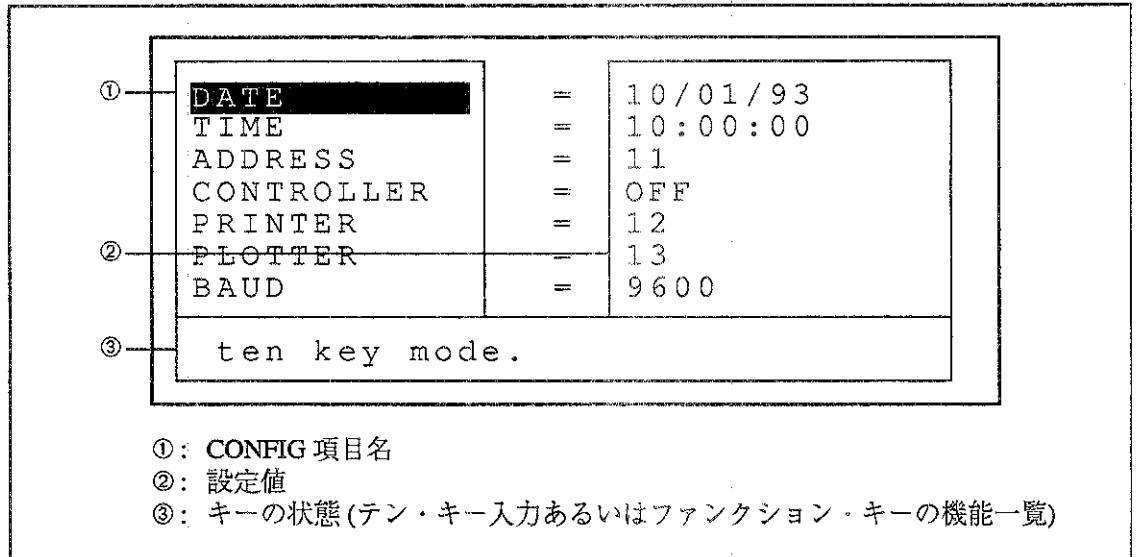 ① DATE = 10/01/93
TIME = 10:00:00
ADDRESS = 11
CONTROLLER = OFF
PRINTER = 12
② PLOTTER = 13
BAUD = 9600
③ ten key mode.
①: CONFIG 項目名
②: 設定値
③: キーの状態 (テン・キー入力あるいはファンクション・キーの機能一覧)